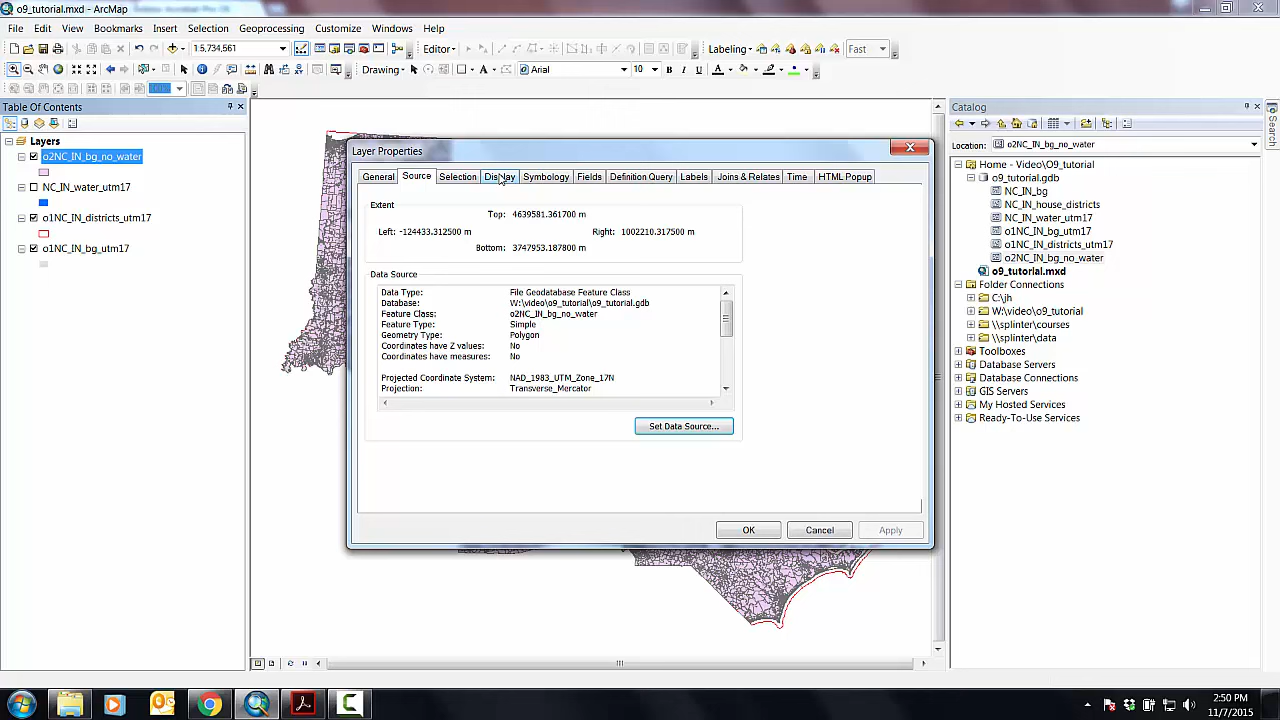 o9_tutorial.mxd - ArcMap
File Edit View Bookmarks Insert Selection Geoprocessing Customize Windows Help
1:5,734,561 Editor Labeling Fast
Drawing Arial 10 B I U A
Table Of Contents
Layers
o2NC_IN_bg_no_water
NC_IN_water_utm17
o1NC_IN_districts_utm17
o1NC_IN_bg_utm17
Layer Properties
General Source Selection Display Symbology Fields Definition Query Labels Joins & Relates Time HTML Popup
Extent
Top: 4639581.361700 m
Left: -124433.312500 m Right: 1002210.317500 m
Bottom: 3747953.187800 m
Data Source
Data Type: File Geodatabase Feature Class
Database: W:\video\o9_tutorial\o9_tutorial.gdb
Feature Class: o2NC_IN_bg_no_water
Feature Type: Simple
Geometry Type: Polygon
Coordinates have Z values: No
Coordinates have measures: No
Projected Coordinate System: NAD_1983_UTM_Zone_17N
Projection: Transverse_Mercator
Set Data Source...
OK Cancel Apply
Catalog
Location: o2NC_IN_bg_no_water
Home - Video\O9_tutorial
o9_tutorial.gdb
NC_IN_bg
NC_IN_house_districts
NC_IN_water_utm17
o1NC_IN_bg_utm17
o1NC_IN_districts_utm17
o2NC_IN_bg_no_water
o9_tutorial.mxd
Folder Connections
C:\jh
W:\video\o9_tutorial
\\splinter\courses
\\splinter\data
Toolboxes
Database Servers
Database Connections
GIS Servers
My Hosted Services
Ready-To-Use Services
Search
2:50 PM
11/7/2015